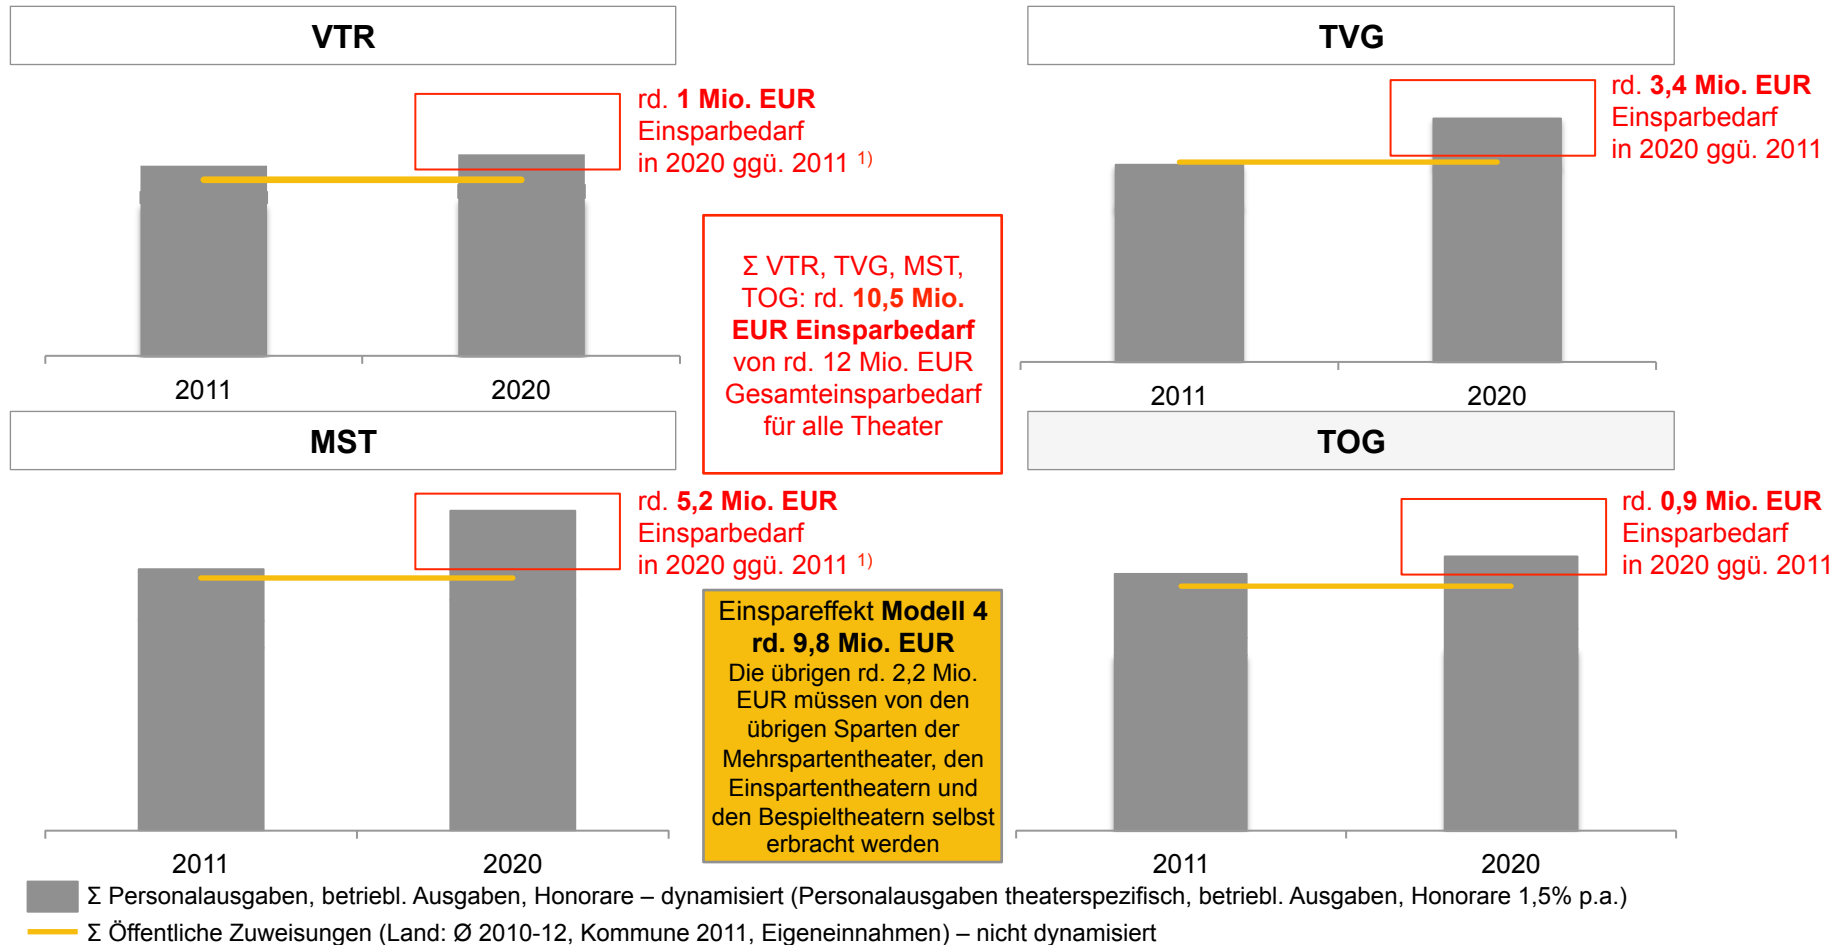 VTR
rd. 1 Mio. EUR
Einsparbedarf
in 2020 ggü. 2011 1)
2011
2020
TVG
rd. 3,4 Mio. EUR
Einsparbedarf
in 2020 ggü. 2011
2011
2020
Σ VTR, TVG, MST,
TOG: rd. 10,5 Mio.
EUR Einsparbedarf
von rd. 12 Mio. EUR
Gesamteinsparbedarf
für alle Theater
MST
rd. 5,2 Mio. EUR
Einsparbedarf
in 2020 ggü. 2011 1)
2011
2020
TOG
rd. 0,9 Mio. EUR
Einsparbedarf
in 2020 ggü. 2011
2011
2020
Einspareffekt Modell 4
rd. 9,8 Mio. EUR
Die übrigen rd. 2,2 Mio.
EUR müssen von den
übrigen Sparten der
Mehrspartentheater, den
Einspartentheatern und
den Bespieltheatern selbst
erbracht werden
Σ Personalausgaben, betriebl. Ausgaben, Honorare – dynamisiert (Personalausgaben theaterspezifisch, betriebl. Ausgaben, Honorare 1,5% p.a.)
Σ Öffentliche Zuweisungen (Land: Ø 2010-12, Kommune 2011, Eigeneinnahmen) – nicht dynamisiert